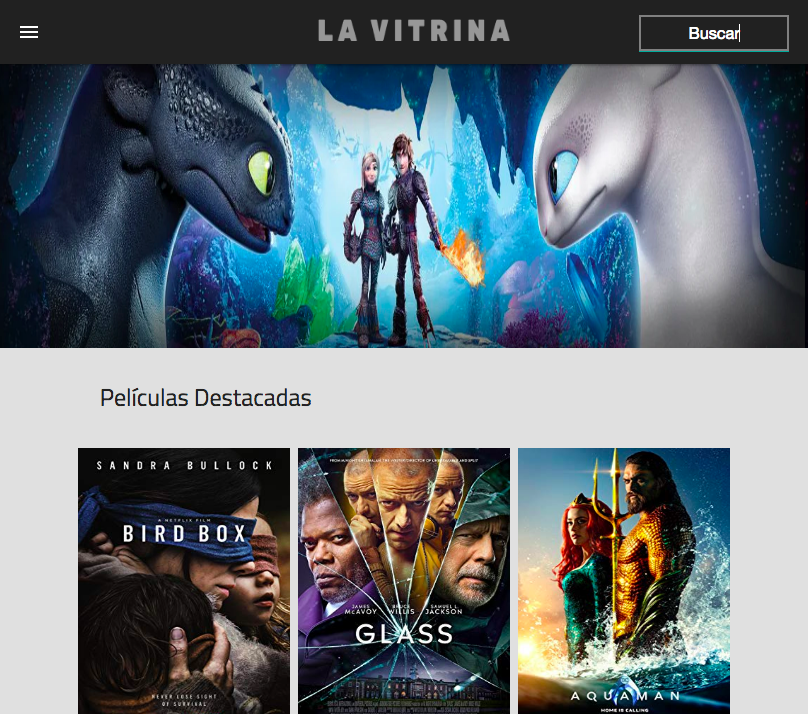 LA VITRINA
Buscar
Películas Destacadas
SANDRA BULLOCK
A NETFLIX FILM
BIRD BOX
NEVER LOSE SIGHT
OF SURVIVAL
JAMES McAVOY
BRUCE WILLIS
SAMUEL L. JACKSON
GLASS
AQUAMAN
HOME IS CALLING